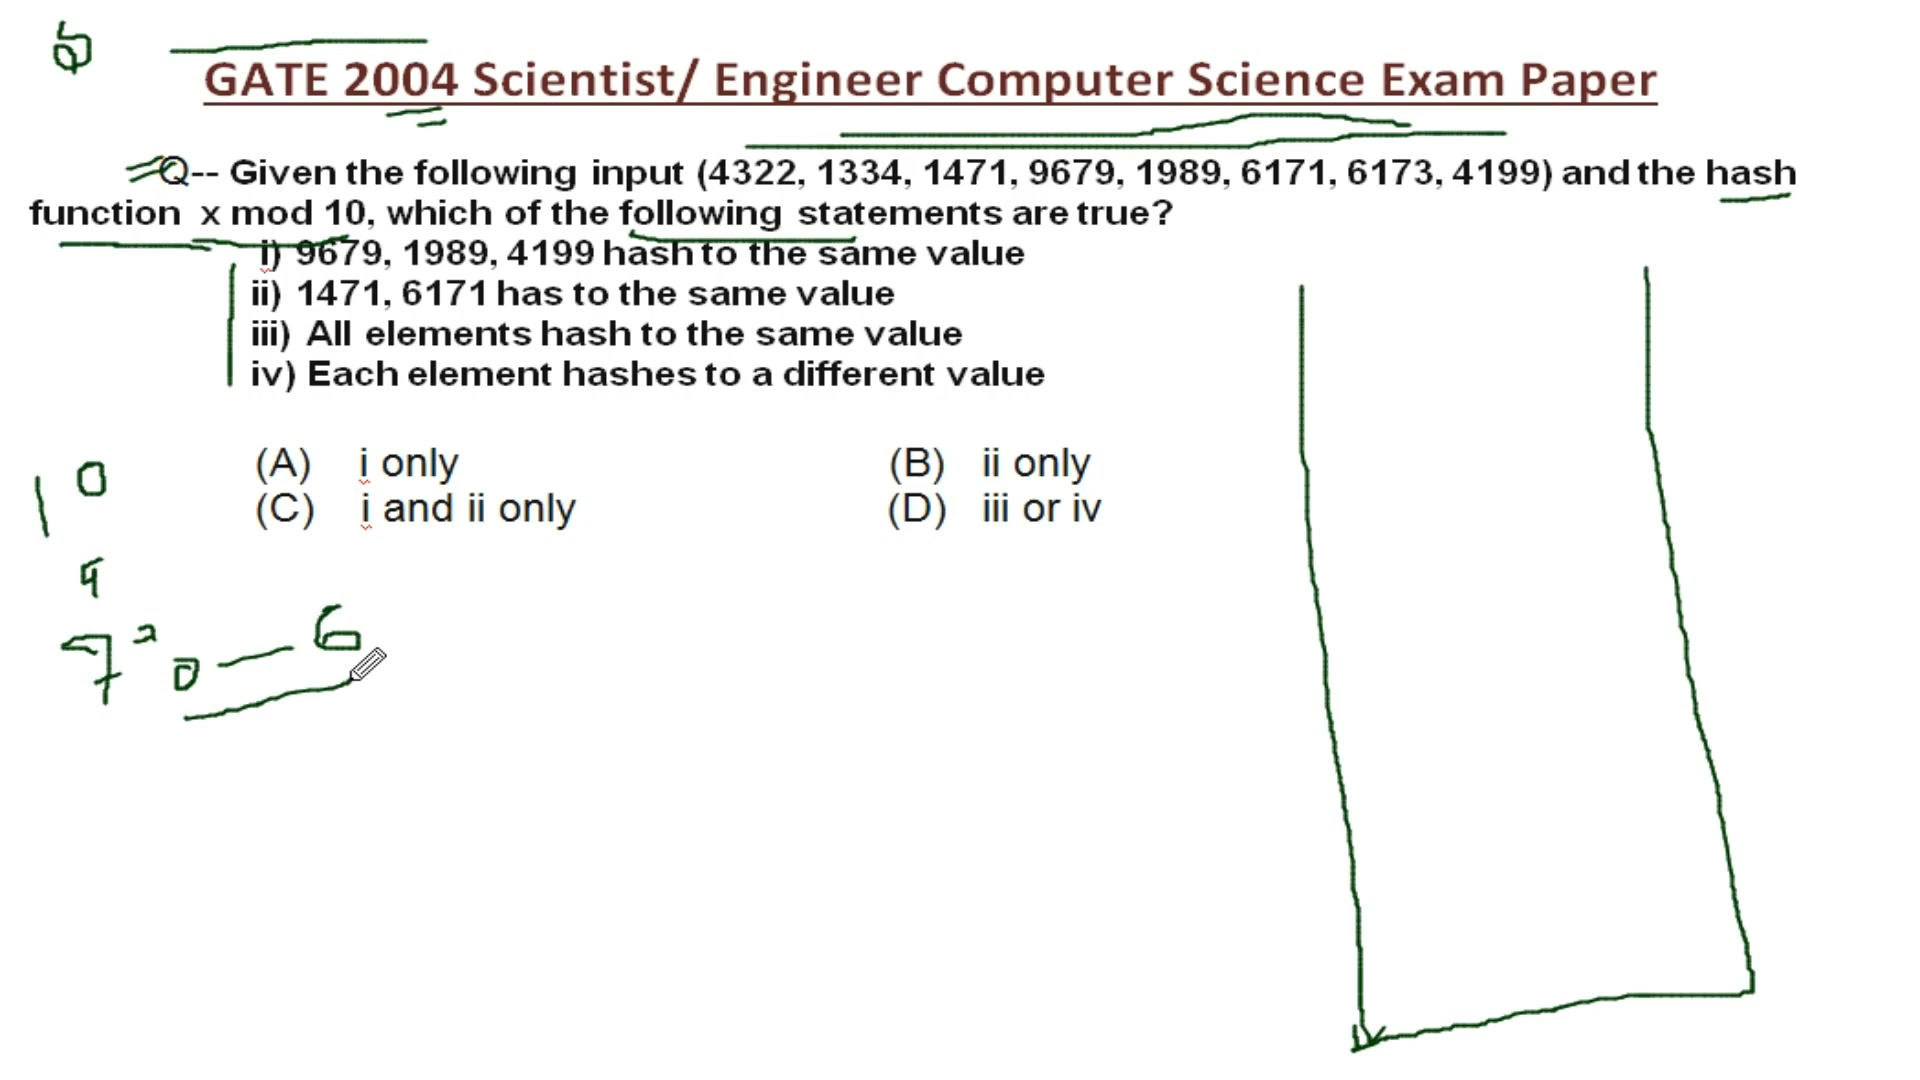 GATE 2004 Scientist/ Engineer Computer Science Exam Paper
Q-- Given the following input (4322, 1334, 1471, 9679, 1989, 6171, 6173, 4199) and the hash
function x mod 10, which of the following statements are true?
i) 9679, 1989, 4199 hash to the same value
ii) 1471, 6171 has to the same value
iii) All elements hash to the same value
iv) Each element hashes to a different value
(A) i only (B) ii only
(C) i and ii only (D) iii or iv
10
7 0 — 6